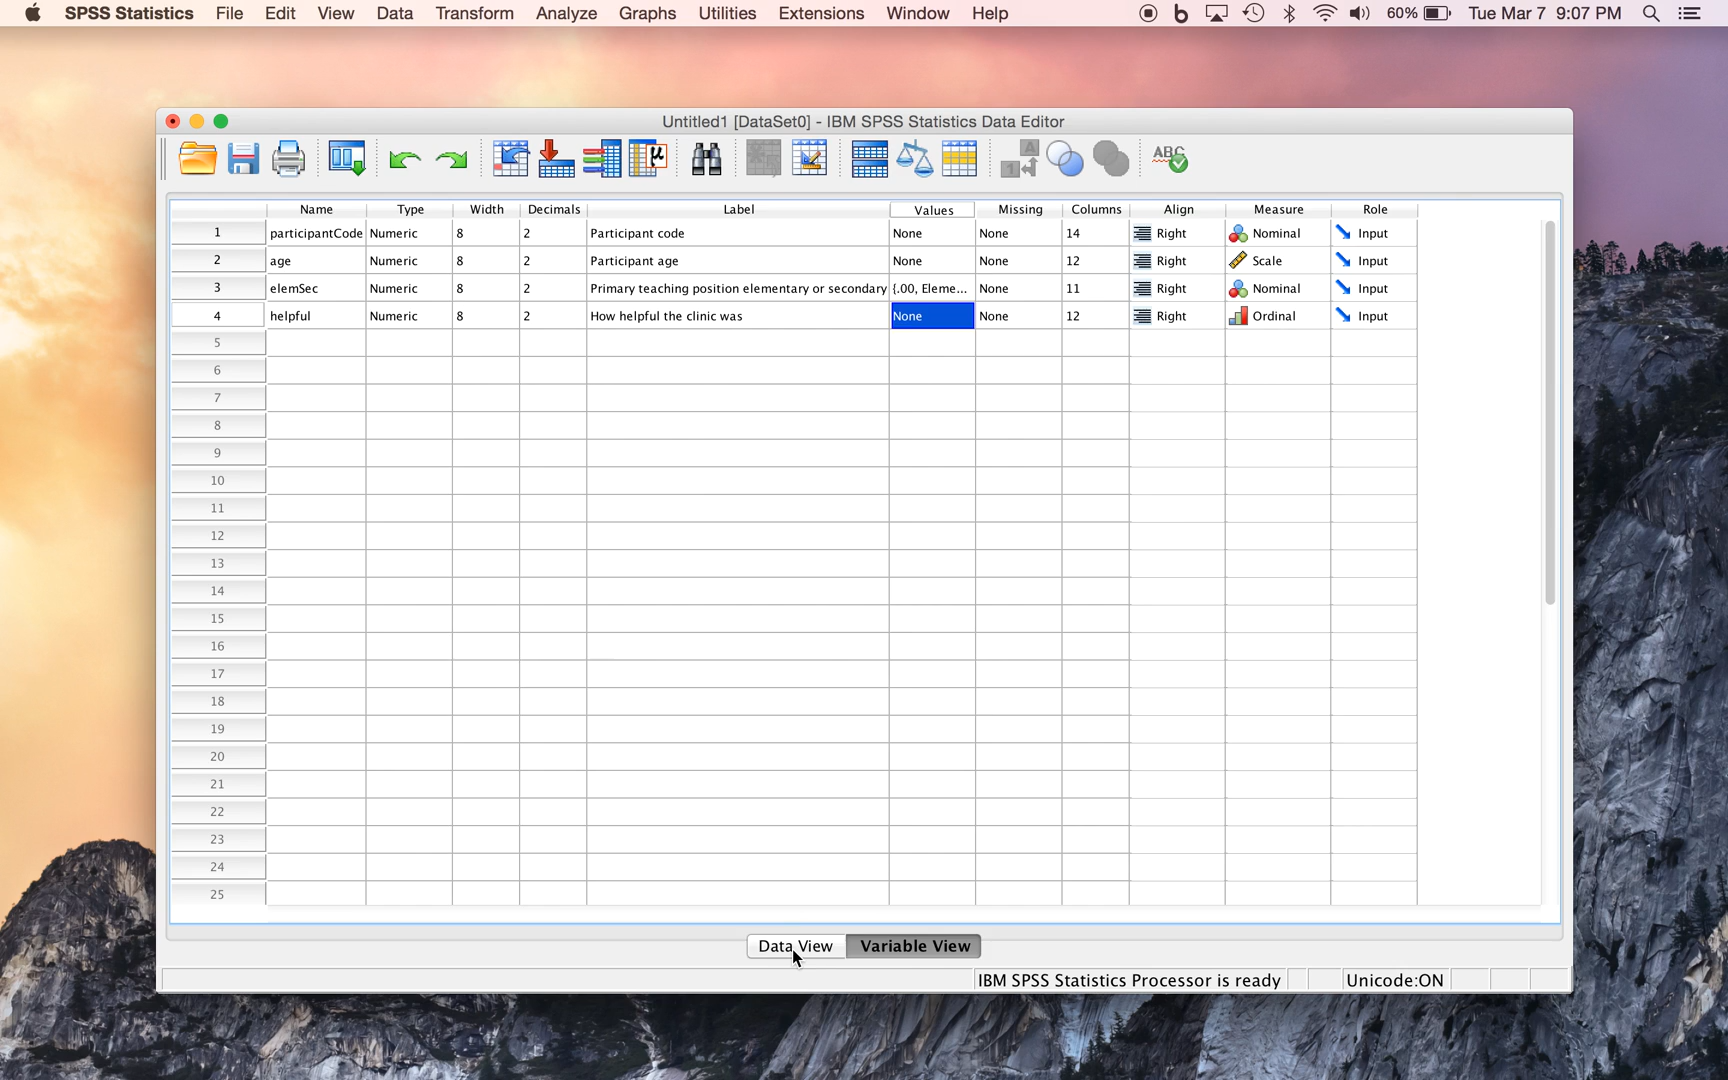 SPSS Statistics File Edit View Data Transform Analyze Graphs Utilities Extensions Window Help 60% Tue Mar 7 9:07 PM
Untitled1 [DataSet0] - IBM SPSS Statistics Data Editor
Name Type Width Decimals Label Values Missing Columns Align Measure Role
1 participantCode Numeric 8 2 Participant code None None 14 Right Nominal Input
2 age Numeric 8 2 Participant age None None 12 Right Scale Input
3 elemSec Numeric 8 2 Primary teaching position elementary or secondary {.00, Eleme... None 11 Right Nominal Input
4 helpful Numeric 8 2 How helpful the clinic was None None 12 Right Ordinal Input
5
6
7
8
9
10
11
12
13
14
15
16
17
18
19
20
21
22
23
24
25
Data View Variable View
IBM SPSS Statistics Processor is ready Unicode:ON